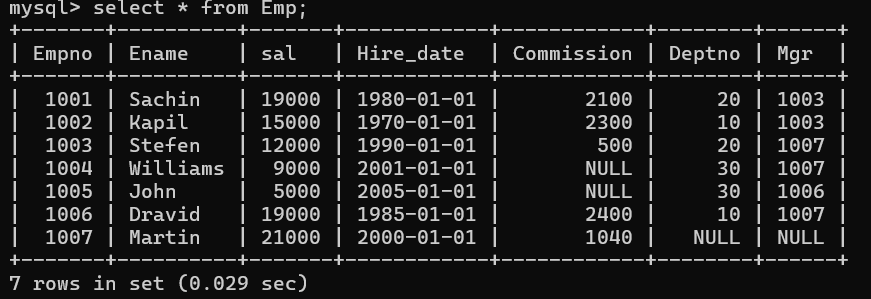 mysql> select * from Emp;
+-------+----------+-------+------------+------------+--------+------+
| Empno | Ename    | sal   | Hire_date  | Commission | Deptno | Mgr  |
+-------+----------+-------+------------+------------+--------+------+
|  1001 | Sachin   | 19000 | 1980-01-01 |       2100 |     20 | 1003 |
|  1002 | Kapil    | 15000 | 1970-01-01 |       2300 |     10 | 1003 |
|  1003 | Stefen   | 12000 | 1990-01-01 |        500 |     20 | 1007 |
|  1004 | Williams |  9000 | 2001-01-01 |       NULL |     30 | 1007 |
|  1005 | John     |  5000 | 2005-01-01 |       NULL |     30 | 1006 |
|  1006 | Dravid   | 19000 | 1985-01-01 |       2400 |     10 | 1007 |
|  1007 | Martin   | 21000 | 2000-01-01 |       1040 |   NULL | NULL |
+-------+----------+-------+------------+------------+--------+------+
7 rows in set (0.029 sec)